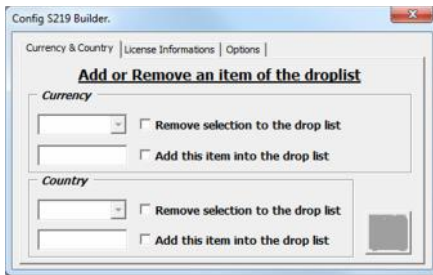 Config S219 Builder.
Currency & Country License Informations Options
Add or Remove an item of the droplist
Currency
Remove selection to the drop list
Add this item into the drop list
Country
Remove selection to the drop list
Add this item into the drop list